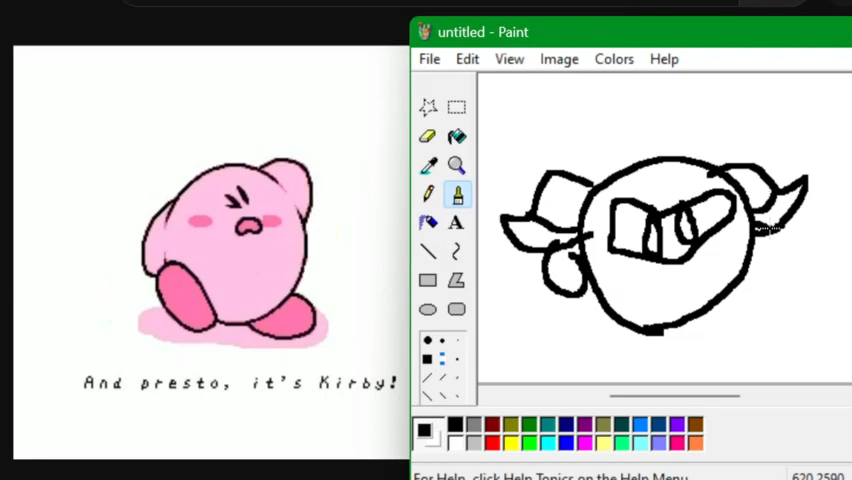 untitled - Paint
File Edit View Image Colors Help
A
And presto, it's Kirby!
For Help, click Help Topics on the Help Menu.
620,2590